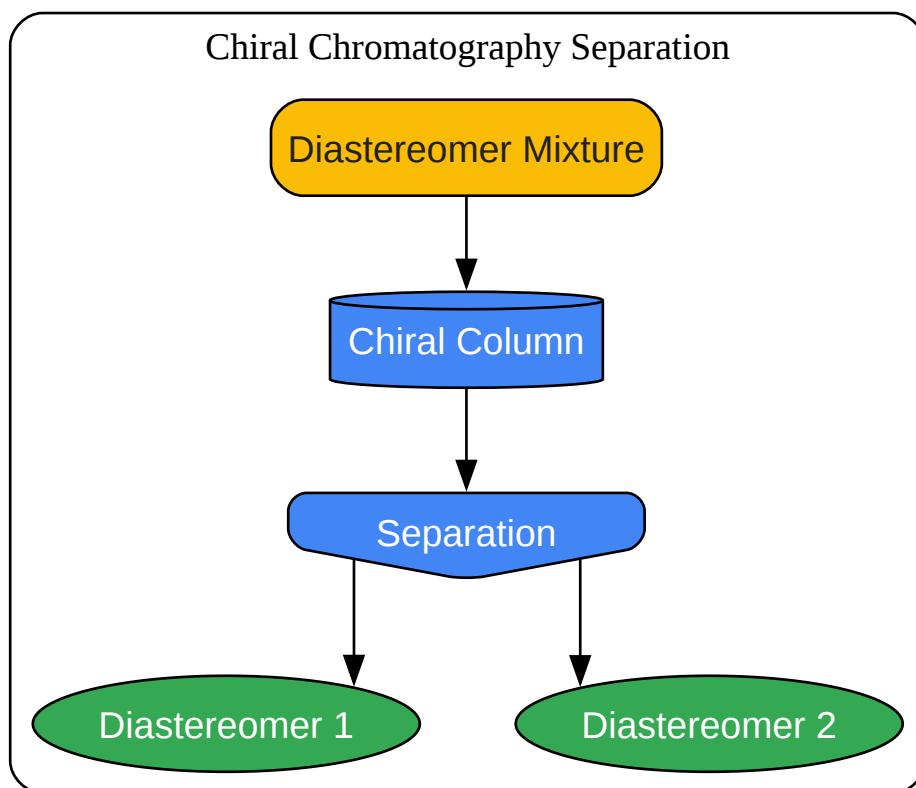 Chiral Chromatography Separation
Diastereomer Mixture
Chiral Column
Separation
Diastereomer 1
Diastereomer 2